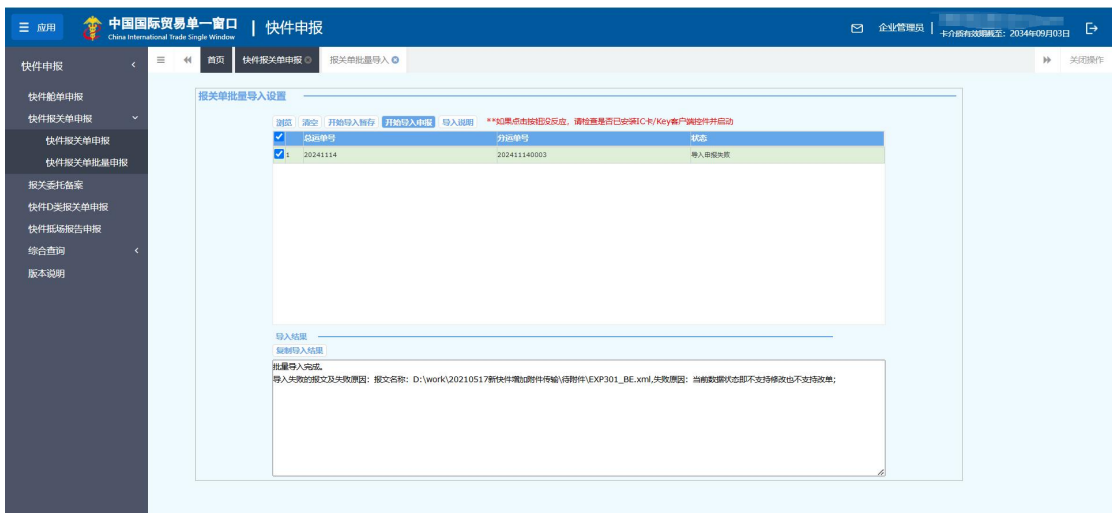 应用
中国国际贸易单一窗口 | 快件申报
China International Trade Single Window
企业管理员
卡介质有效期截至：2034年09月03日
快件申报
首页
快件报关单申报
报关单批量导入
关闭操作
快件舱单申报
快件报关单申报
快件报关单申报
快件报关单批量申报
报关委托备案
快件D类报关单申报
快件抵场报告申报
综合查询
版本说明
报关单批量导入设置
浏览 清空 开始导入暂存 开始导入申报 导入说明 **如果点击按钮没反应，请检查是否已安装IC卡/Key客户端控件并启动
总运单号 分运单号 状态
1 20241114 202411140003 导入申报失败
导入结果
复制导入结果
批量导入完成。
导入失败的报文及失败原因：报文名称：D:\work\20210517新快件增加附件传输\待附件\EXP301_BE.xml,失败原因：当前数据状态即不支持修改也不支持改单;